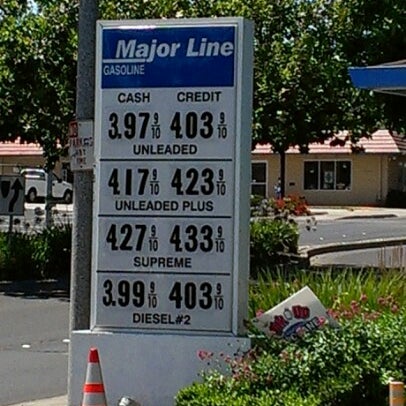 Major Line
GASOLINE
CASH CREDIT
3.97 9/10 4.03 9/10
UNLEADED
4.17 9/10 4.23 9/10
UNLEADED PLUS
4.27 9/10 4.33 9/10
SUPREME
3.99 9/10 4.03 9/10
DIESEL#2